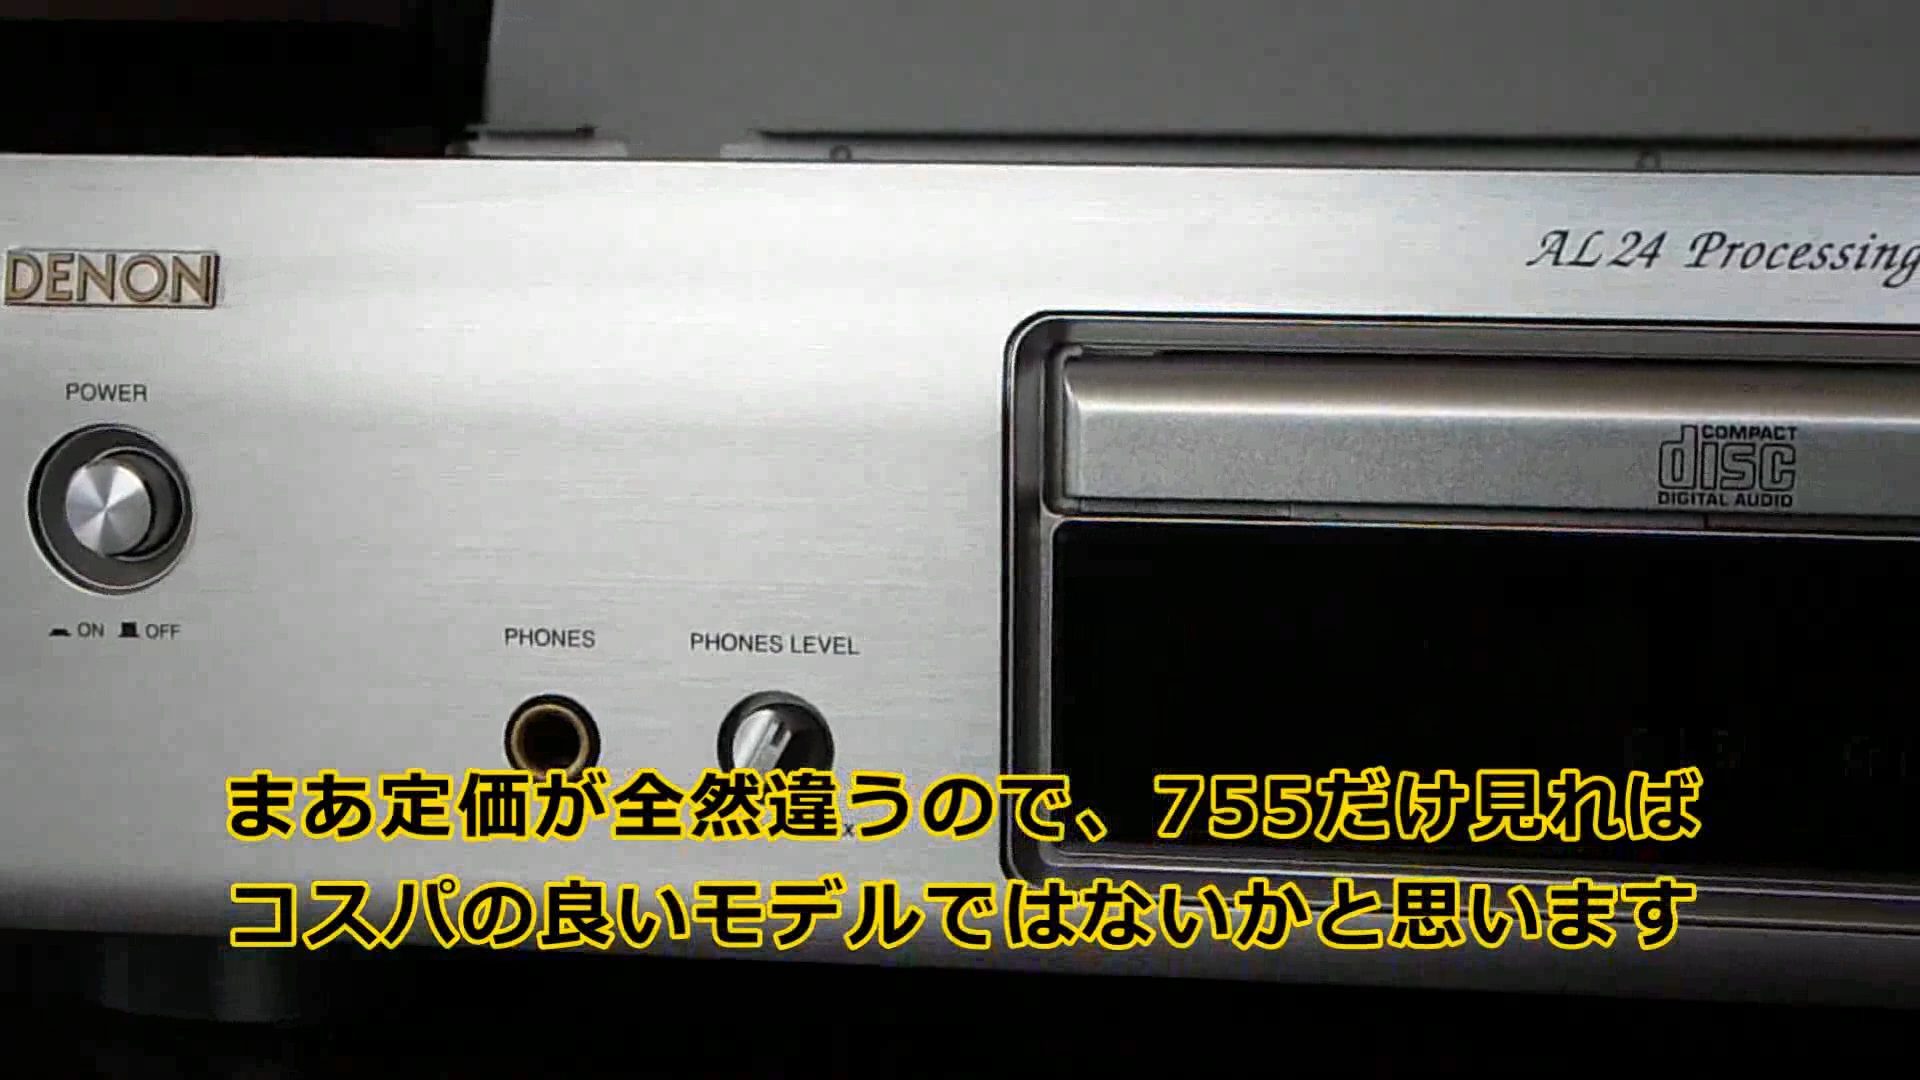 DENON
AL24 Processing
POWER
COMPACT
disc
DIGITAL AUDIO
ON OFF
PHONES
PHONES LEVEL
まあ定価が全然違うので、755だけ見れば
コスパの良いモデルではないかと思います